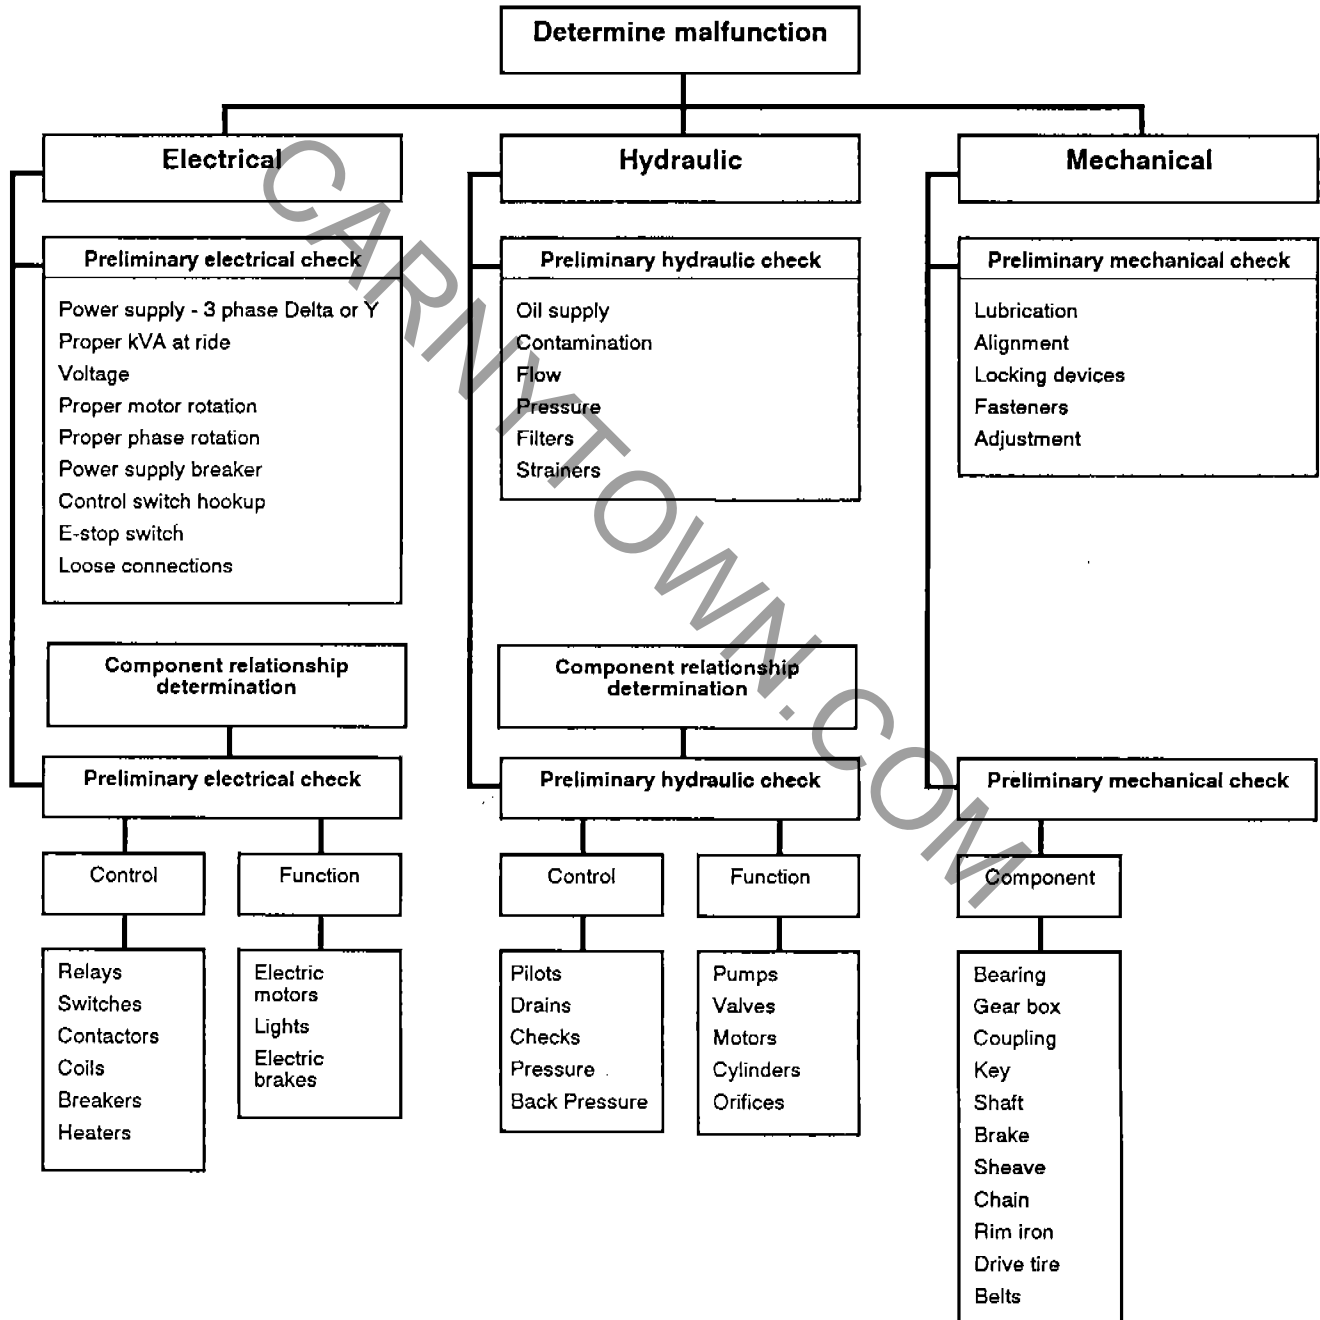 Determine malfunction
Electrical
Hydraulic
Mechanical
Preliminary electrical check
Power supply - 3 phase Delta or Y
Proper kVA at ride
Voltage
Proper motor rotation
Proper phase rotation
Power supply breaker
Control switch hookup
E-stop switch
Loose connections
Preliminary hydraulic check
Oil supply
Contamination
Flow
Pressure
Filters
Strainers
Preliminary mechanical check
Lubrication
Alignment
Locking devices
Fasteners
Adjustment
Component relationship
determination
Preliminary electrical check
Control
Relays
Switches
Contactors
Coils
Breakers
Heaters
Function
Electric
motors
Lights
Electric
brakes
Component relationship
determination
Preliminary hydraulic check
Control
Pilots
Drains
Checks
Pressure
Back Pressure
Function
Pumps
Valves
Motors
Cylinders
Orifices
Preliminary mechanical check
Component
Bearing
Gear box
Coupling
Key
Shaft
Brake
Sheave
Chain
Rim iron
Drive tire
Belts
CARNYTOWN.COM